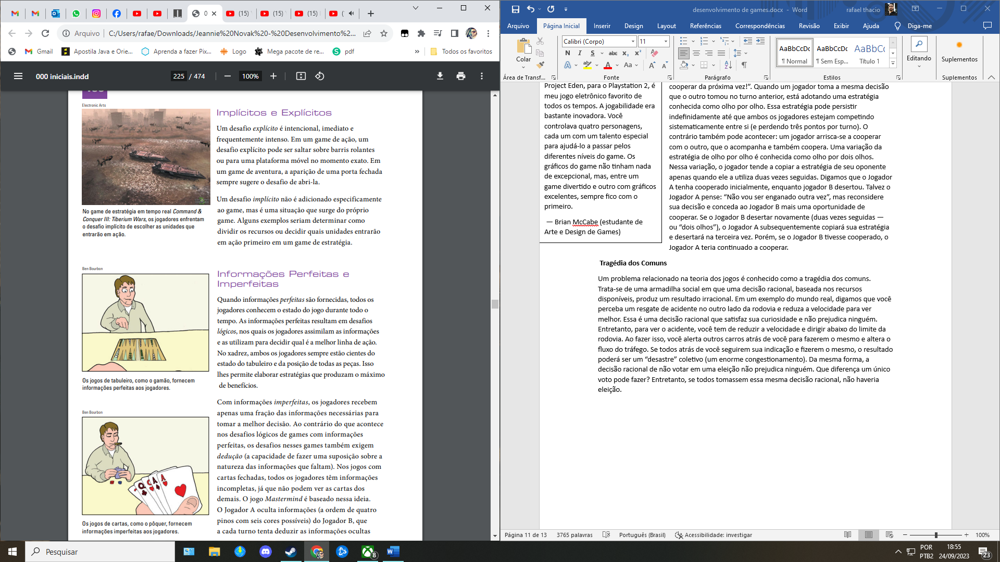 0
(15)
(15)
(15)
(
Arquivo
C:/Users/rafae/Downloads/Jeannie%20Novak%20-%20Desenvolvimento%2...
Gmail
Apostila Java e Orie...
Aprenda a fazer Pix...
Logo
Mega pacote de re...
pdf
»
Todos os favoritos
000 iniciais.indd
225 / 474
100%
Electronic Arts
No game de estratégia em tempo real Command &
Conquer III: Tiberium Wars, os jogadores enfrentam
o desafio implícito de escolher as unidades que
entrarão em ação.
Implícitos e Explícitos
Um desafio explícito é intencional, imediato e
frequentemente intenso. Em um game de ação, um
desafio explícito pode ser saltar sobre barris rolantes
ou para uma plataforma móvel no momento exato. Em
um game de aventura, a aparição de uma porta fechada
sempre sugere o desafio de abri-la.
Um desafio implícito não é adicionado especificamente
ao game, mas é uma situação que surge do próprio
game. Alguns exemplos seriam determinar como
dividir os recursos ou decidir quais unidades entrarão
em ação primeiro em um game de estratégia.
Ben Bourbon
Os jogos de tabuleiro, como o gamão, fornecem
informações perfeitas aos jogadores.
Informações Perfeitas e
Imperfeitas
Quando informações perfeitas são fornecidas, todos os
jogadores conhecem o estado do jogo durante todo o
tempo. As informações perfeitas resultam em desafios
lógicos, nos quais os jogadores assimilam as informações
e as utilizam para decidir qual é a melhor linha de ação.
No xadrez, ambos os jogadores sempre estão cientes do
estado do tabuleiro e da posição de todas as peças. Isso
lhes permite elaborar estratégias que produzam o máximo
de benefícios.
Ben Bourbon
Os jogos de cartas, como o pôquer, fornecem
informações imperfeitas aos jogadores.
Com informações imperfeitas, os jogadores recebem
apenas uma fração das informações necessárias para
tomar a melhor decisão. Ao contrário do que acontece
nos desafios lógicos de games com informações
perfeitas, os desafios nesses games também exigem
dedução (a capacidade de fazer uma suposição sobre a
natureza das informações que faltam). Nos jogos com
cartas fechadas, todos os jogadores têm informações
incompletas, já que não podem ver as cartas dos
demais. O jogo Mastermind é baseado nessa ideia.
O Jogador A oculta informações (a ordem de quatro
pinos com seis cores possíveis) do Jogador B, que
a cada turno tenta deduzir as informações ocultas
desenvolvimento de games.docx - Word
rafael thacio
Arquivo
Página Inicial
Inserir
Design
Layout
Referências
Correspondências
Revisão
Exibir
Ajuda
Diga-me
Colar
Área de Transf...
Calibri (Corpo)
11
N I S abc x₂ x²
A aby A Aa A A
Fonte
Parágrafo
AaBbCcDc AaBbCcDc AaBbCc
¶ Normal
¶ Sem Esp...
Título 1
Estilos
Editando
Suplementos
Suplementos
Project Eden, para o Playstation 2, é
meu jogo eletrônico favorito de
todos os tempos. A jogabilidade era
bastante inovadora. Você
controlava quatro personagens,
cada um com um talento especial
para ajudá-lo a passar pelos
diferentes níveis do game. Os
gráficos do game não tinham nada
de excepcional, mas, entre um
game divertido e outro com gráficos
excelentes, sempre fico com o
primeiro.
— Brian McCabe (estudante de
Arte e Design de Games)
cooperar da próxima vez!”. Quando um jogador toma a mesma decisão
que o outro tomou no turno anterior, está adotando uma estratégia
conhecida como olho por olho. Essa estratégia pode persistir
indefinidamente até que ambos os jogadores estejam competindo
sistematicamente entre si (e perdendo três pontos por turno). O
contrário também pode acontecer: um jogador arrisca-se a cooperar
com o outro, que o acompanha e também coopera. Uma variação da
estratégia de olho por olho é conhecida como olho por dois olhos.
Nessa variação, o jogador tende a copiar a estratégia de seu oponente
apenas quando ele a utiliza duas vezes seguidas. Digamos que o Jogador
A tenha cooperado inicialmente, enquanto jogador B desertou. Talvez o
Jogador A pense: “Não vou ser enganado outra vez”, mas reconsidere
sua decisão e conceda ao Jogador B mais uma oportunidade de
cooperar. Se o Jogador B desertar novamente (duas vezes seguidas —
ou “dois olhos”), o Jogador A subsequentemente copiará sua estratégia
e desertará na terceira vez. Porém, se o Jogador B tivesse cooperado, o
Jogador A teria continuado a cooperar.
Tragédia dos Comuns
Um problema relacionado na teoria dos jogos é conhecido como a tragédia dos comuns.
Trata-se de uma armadilha social em que uma decisão racional, baseada nos recursos
disponíveis, produz um resultado irracional. Em um exemplo do mundo real, digamos que você
perceba um resgate de acidente no outro lado da rodovia e reduza a velocidade para ver
melhor. Essa é uma decisão racional que satisfaz sua curiosidade e não prejudica ninguém.
Entretanto, para ver o acidente, você tem de reduzir a velocidade e dirigir abaixo do limite da
rodovia. Ao fazer isso, você alerta outros carros atrás de você para fazerem o mesmo e altera o
fluxo do tráfego. Se todos atrás de você seguirem sua indicação e fizerem o mesmo, o resultado
poderá ser um “desastre” coletivo (um enorme congestionamento). Da mesma forma, a
decisão racional de não votar em uma eleição não prejudica ninguém. Que diferença um único
voto pode fazer? Entretanto, se todos tomassem essa mesma decisão racional, não haveria
eleição.
Página 11 de 13
3765 palavras
Português (Brasil)
Acessibilidade: investigar
100%
Pesquisar
8
POR
PTB2
18:55
24/09/2023
23